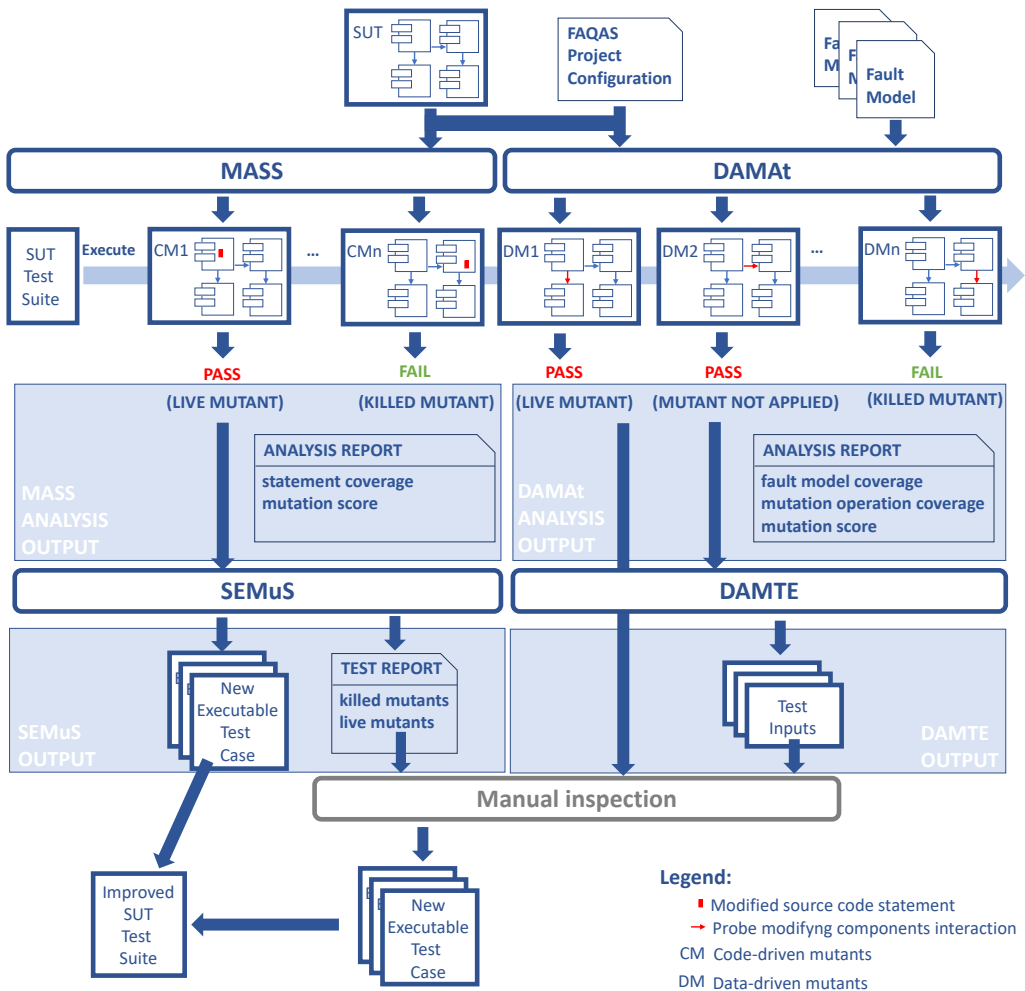 SUT
FAQAS
Project
Configuration
Fa
M
F
M
Fault
Model
MASS
DAMAt
SUT
Test
Suite
Execute
CM1
...
CMn
DM1
DM2
...
DMn
PASS
FAIL
PASS
PASS
FAIL
(LIVE MUTANT)
(KILLED MUTANT)
(LIVE MUTANT)
(MUTANT NOT APPLIED)
(KILLED MUTANT)
MASS
ANALYSIS
OUTPUT
ANALYSIS REPORT
statement coverage
mutation score
DAMAt
ANALYSIS
OUTPUT
ANALYSIS REPORT
fault model coverage
mutation operation coverage
mutation score
SEMuS
DAMTE
SEMuS
OUTPUT
E
E
New
Executable
Test
Case
TEST REPORT
killed mutants
live mutants
Test
Inputs
DAMTE
OUTPUT
Manual inspection
Improved
SUT
Test
Suite
E
E
New
Executable
Test
Case
Legend:
Modified source code statement
Probe modifyng components interaction
CM Code-driven mutants
DM Data-driven mutants